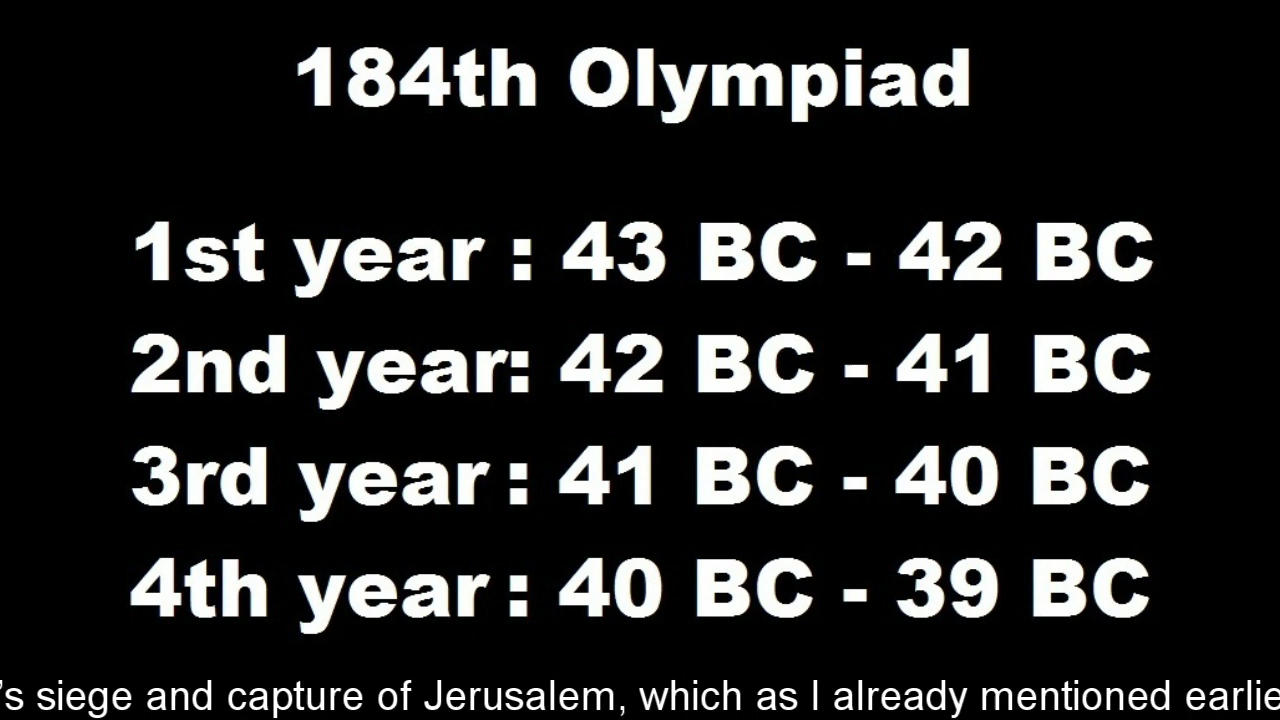 184th Olympiad
1st year : 43 BC - 42 BC
2nd year: 42 BC - 41 BC
3rd year : 41 BC - 40 BC
4th year : 40 BC - 39 BC
’s siege and capture of Jerusalem, which as I already mentioned earlie